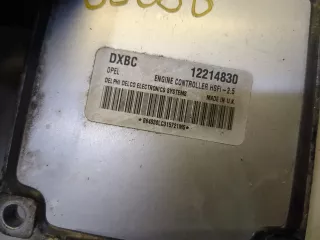 DXBC 12214830
OPEL ENGINE CONTROLLER HSFI-2.5
DELPHI DELCO ELECTRONICS SYSTEMS MADE IN U.K